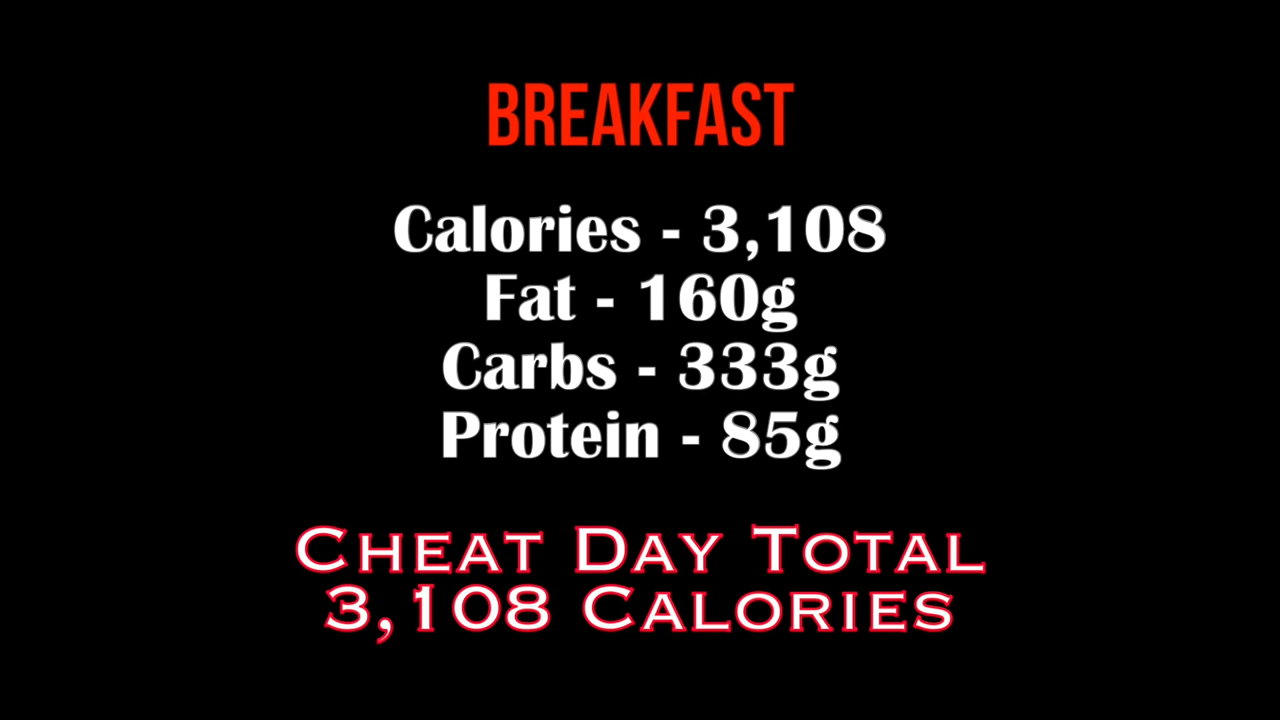 BREAKFAST
Calories - 3,108
Fat - 160g
Carbs - 333g
Protein - 85g
Cheat Day Total
3,108 Calories